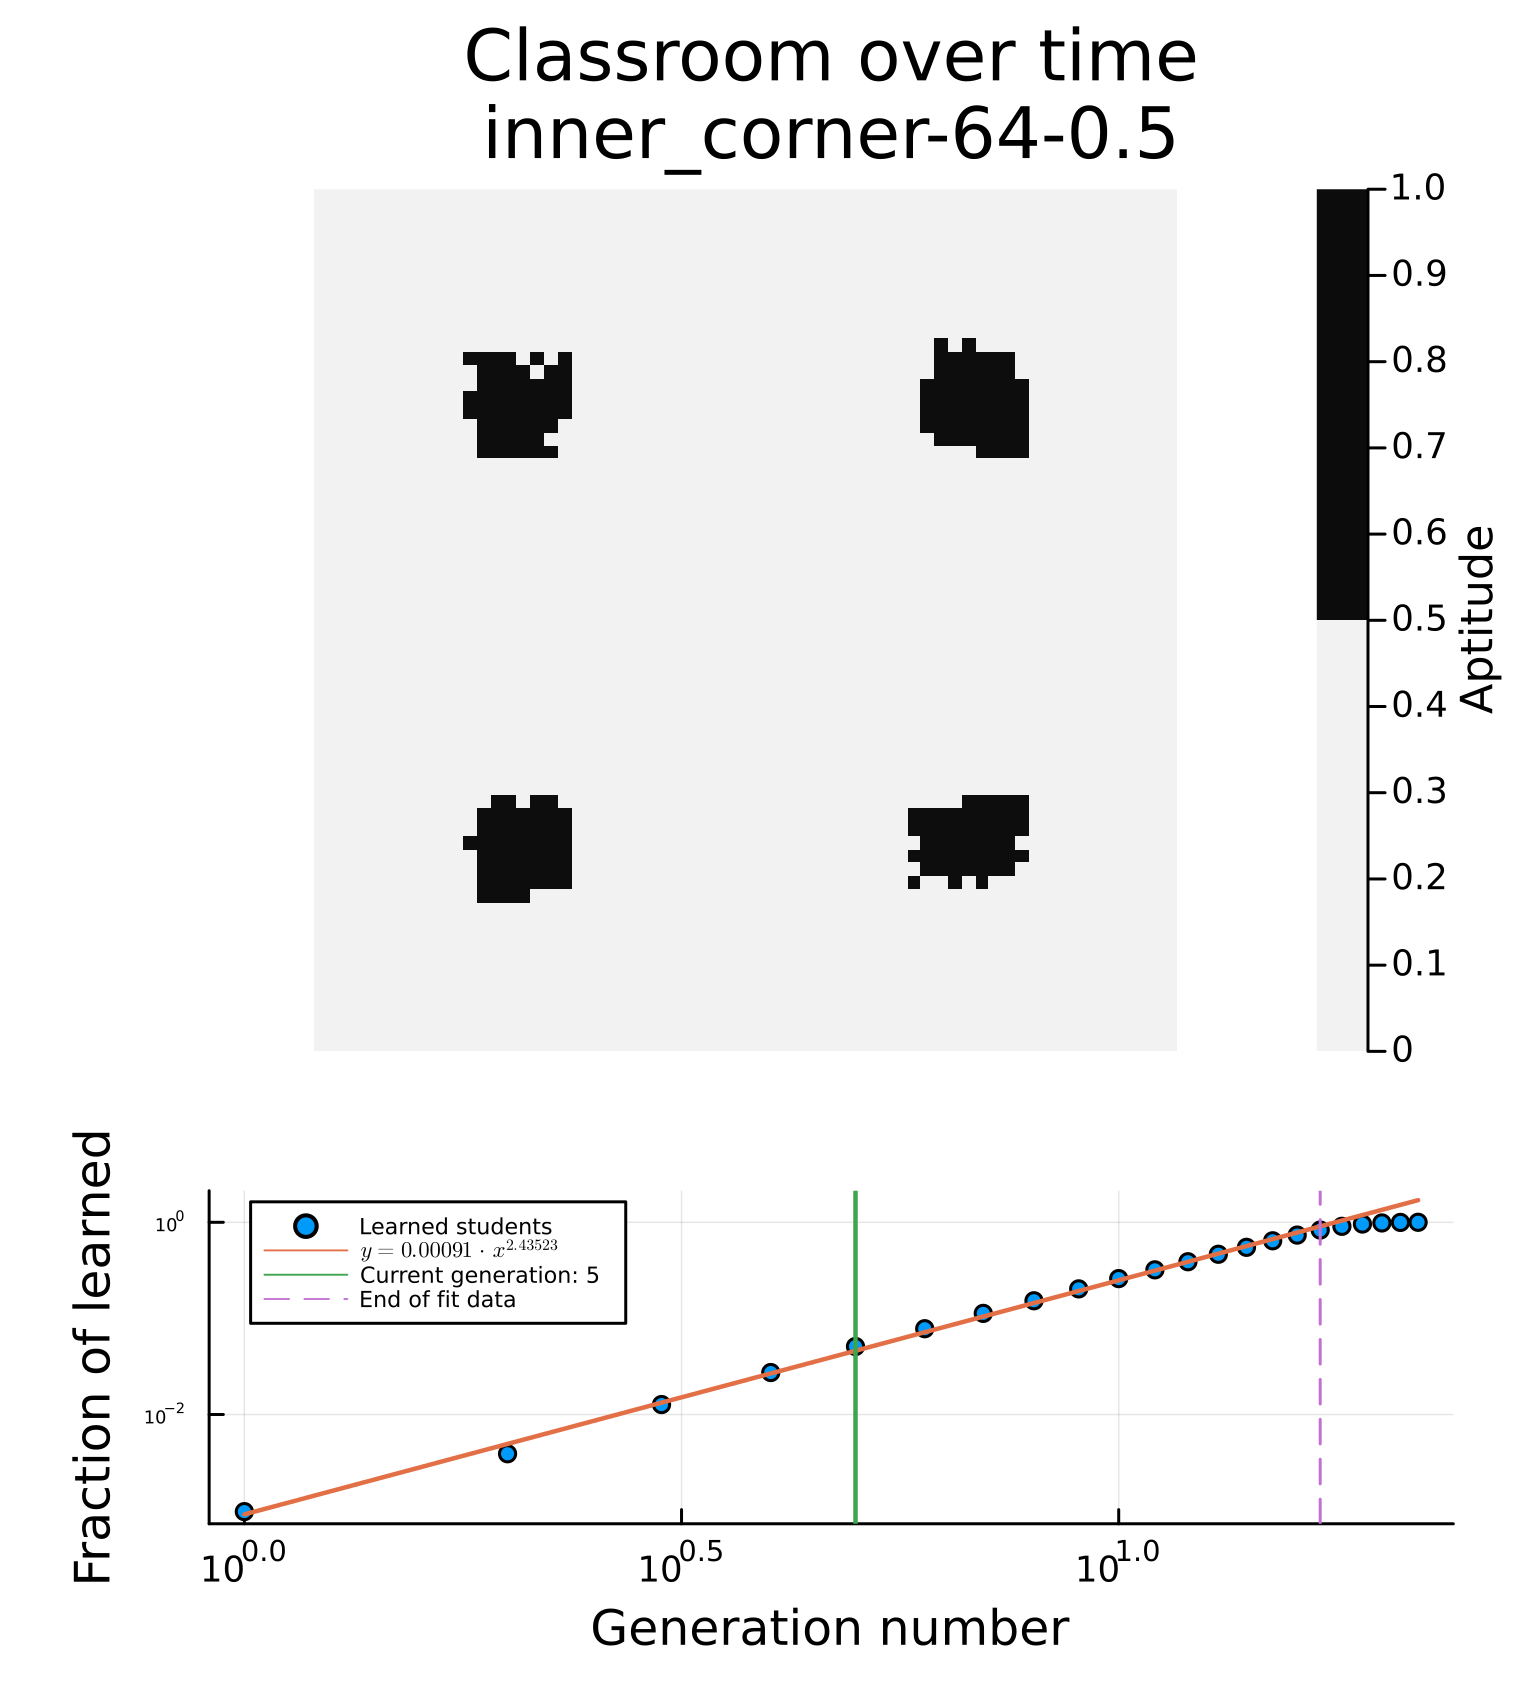 Classroom over time
inner_corner-64-0.5
1.0
0.9
0.8
0.7
0.6
0.5
0.4
0.3
0.2
0.1
0
Aptitude
Fraction of learned
10⁰
10⁻²
Learned students
y = 0.00091 · x^2.43523
Current generation: 5
End of fit data
10^0.0
10^0.5
10^1.0
Generation number